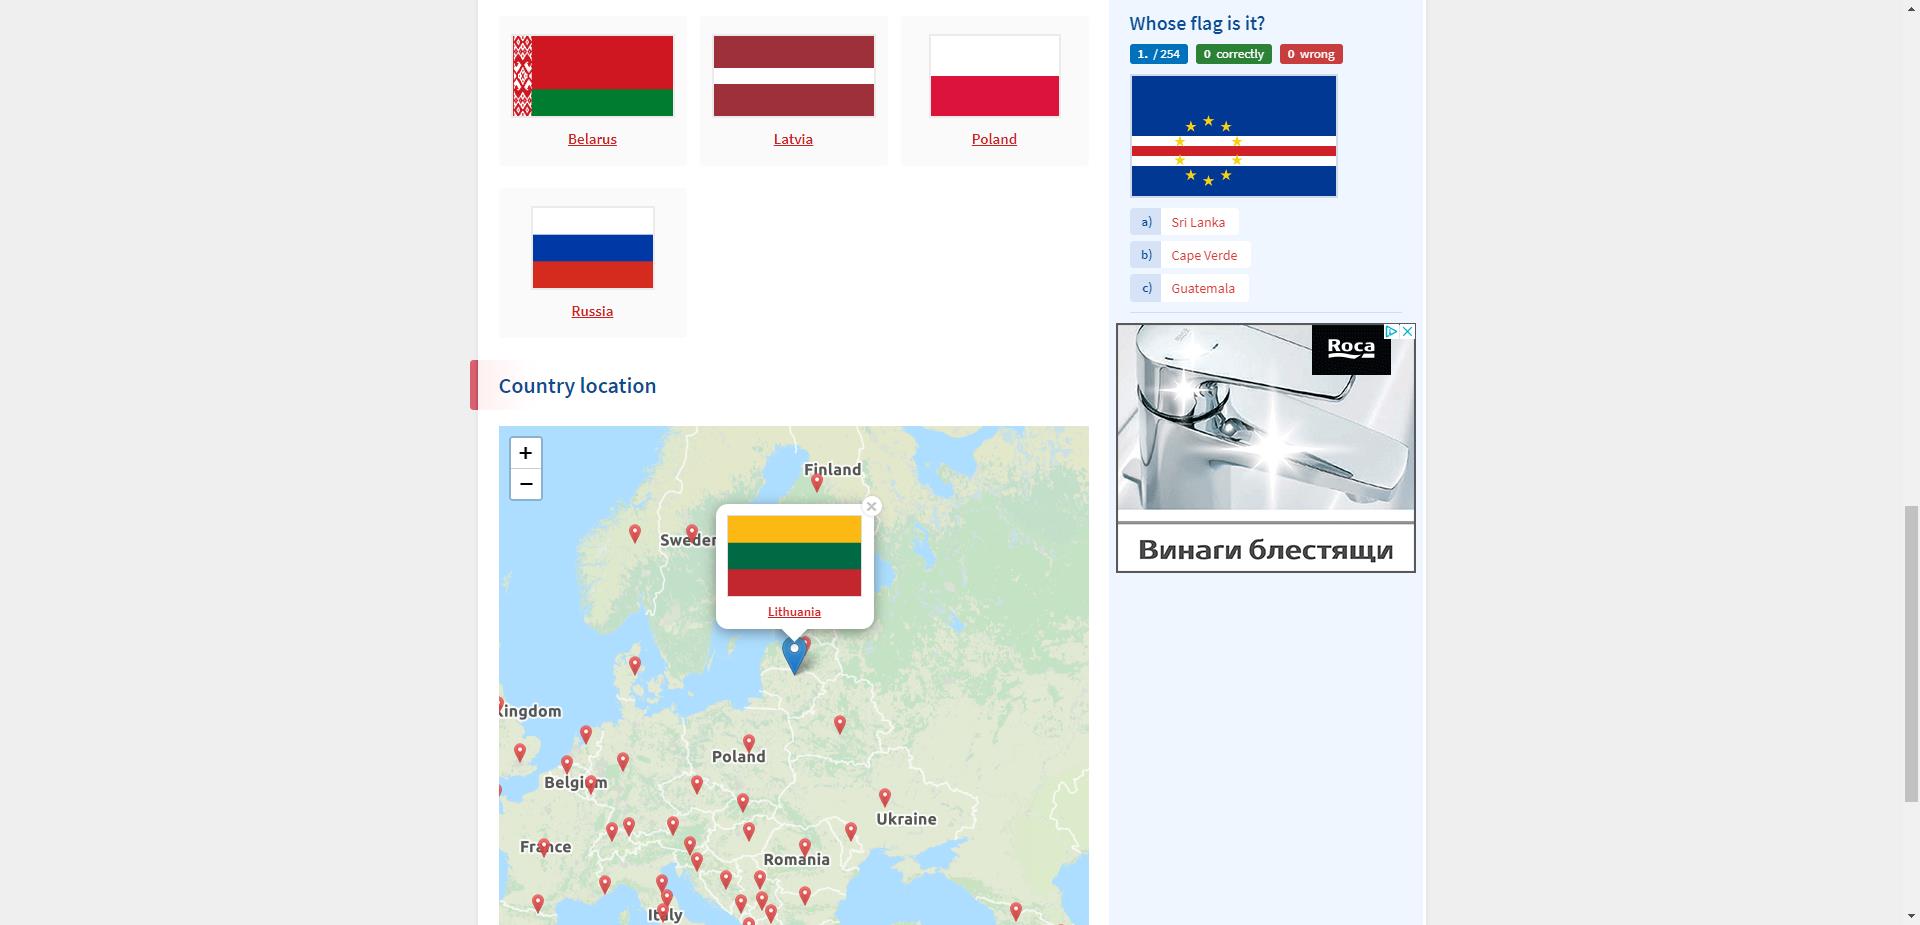 Belarus
Latvia
Poland
Russia
Country location
+
−
Finland
Sweden
×
Lithuania
Kingdom
Poland
Belgium
Ukraine
France
Romania
Italy
Whose flag is it?
1. / 254
0 correctly
0 wrong
a) Sri Lanka
b) Cape Verde
c) Guatemala
Roca
Винаги блестящи